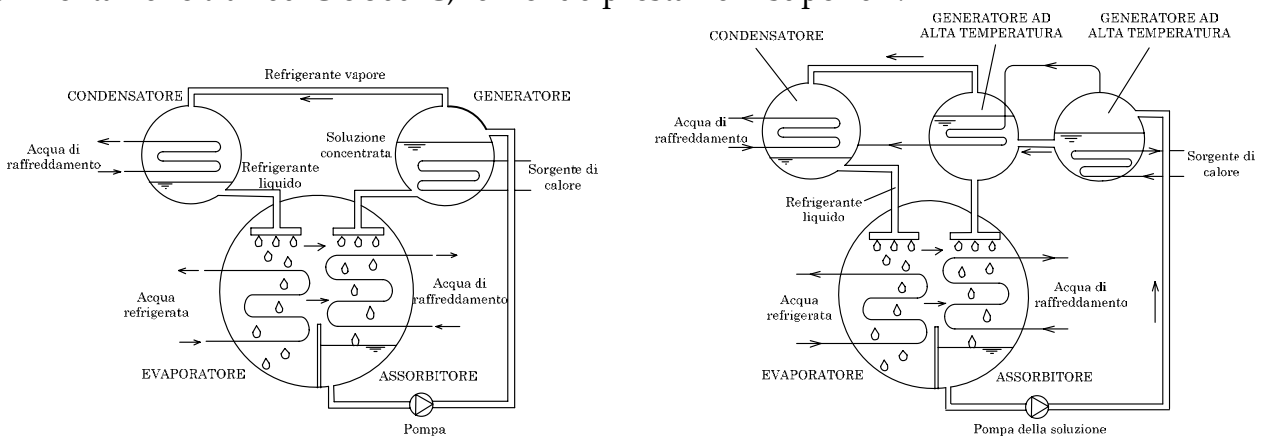 Refrigerante vapore
CONDENSATORE
GENERATORE
Acqua di
raffreddamento
Soluzione
concentrata
Refrigerante
liquido
Sorgente di
calore
Acqua
refrigerata
Acqua di
raffreddamento
EVAPORATORE
ASSORBITORE
Pompa
CONDENSATORE
GENERATORE AD
ALTA TEMPERATURA
GENERATORE AD
ALTA TEMPERATURA
Acqua di
raffreddamento
Sorgente di
calore
Refrigerante
liquido
Acqua
refrigerata
Acqua di
raffreddamento
EVAPORATORE
ASSORBITORE
Pompa della soluzione